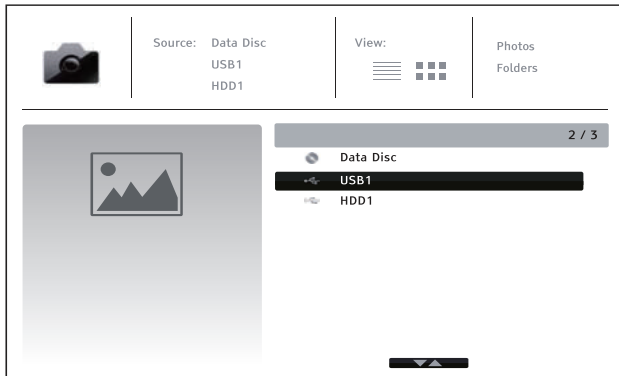 Source: Data Disc
USB1
HDD1
View:
Photos
Folders
2 / 3
Data Disc
USB1
HDD1